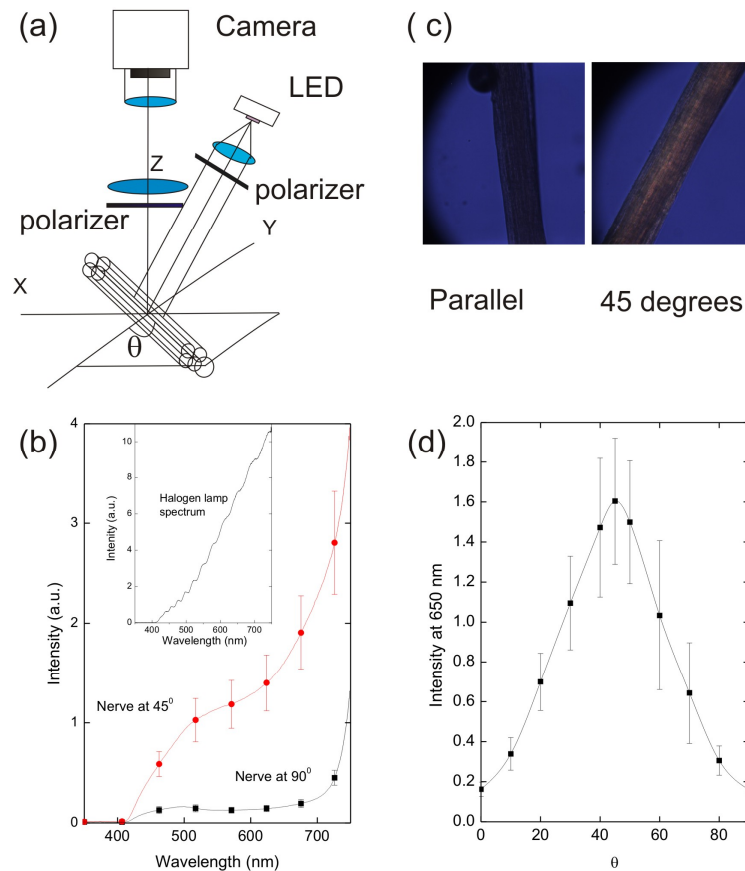 (a)
Camera
LED
Z
polarizer
polarizer
Y
X
θ
( c)
Parallel
45 degrees
(b)
4
3
2
1
0
Intensity (a.u.)
400
500
600
700
Wavelength (nm)
Nerve at 45⁰
Nerve at 90⁰
10
8
6
4
2
0
Intenity (a.u.)
Halogen lamp
spectrum
400
500
600
700
Wavelength (nm)
(d)
2.0
1.8
1.6
1.4
1.2
1.0
0.8
0.6
0.4
0.2
0.0
Intensity at 650 nm
0
20
40
60
80
θ